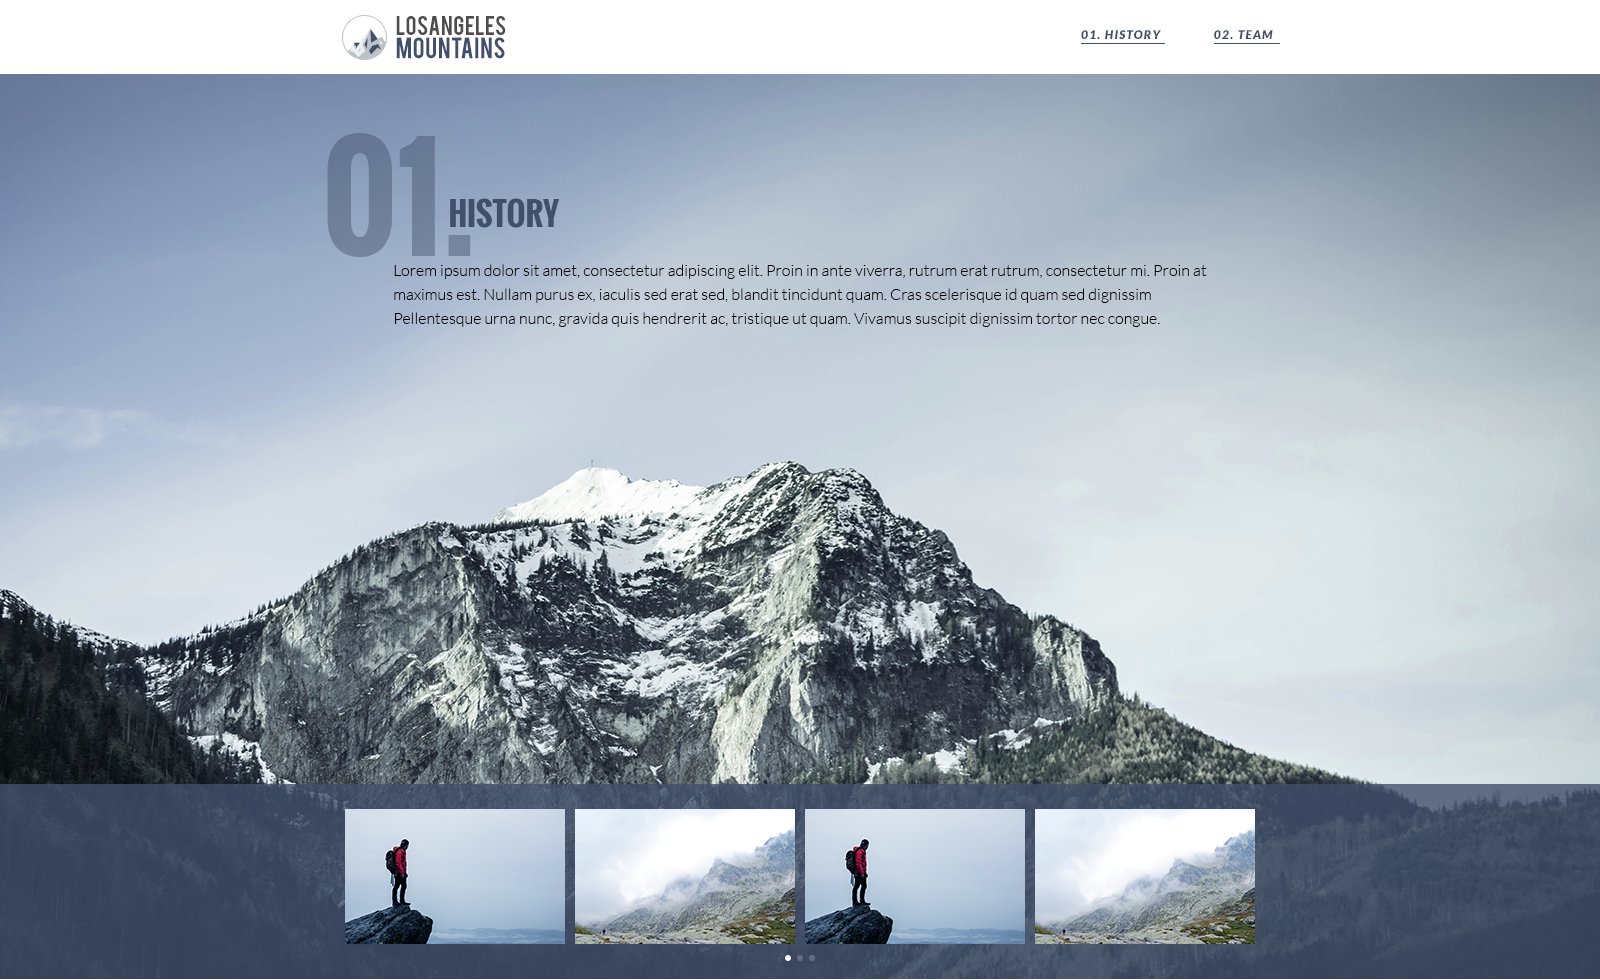 LOSANGELES
MOUNTAINS
01. HISTORY
02. TEAM
01.
HISTORY
Lorem ipsum dolor sit amet, consectetur adipiscing elit. Proin in ante viverra, rutrum erat rutrum, consectetur mi. Proin at
maximus est. Nullam purus ex, iaculis sed erat sed, blandit tincidunt quam. Cras scelerisque id quam sed dignissim
Pellentesque urna nunc, gravida quis hendrerit ac, tristique ut quam. Vivamus suscipit dignissim tortor nec congue.